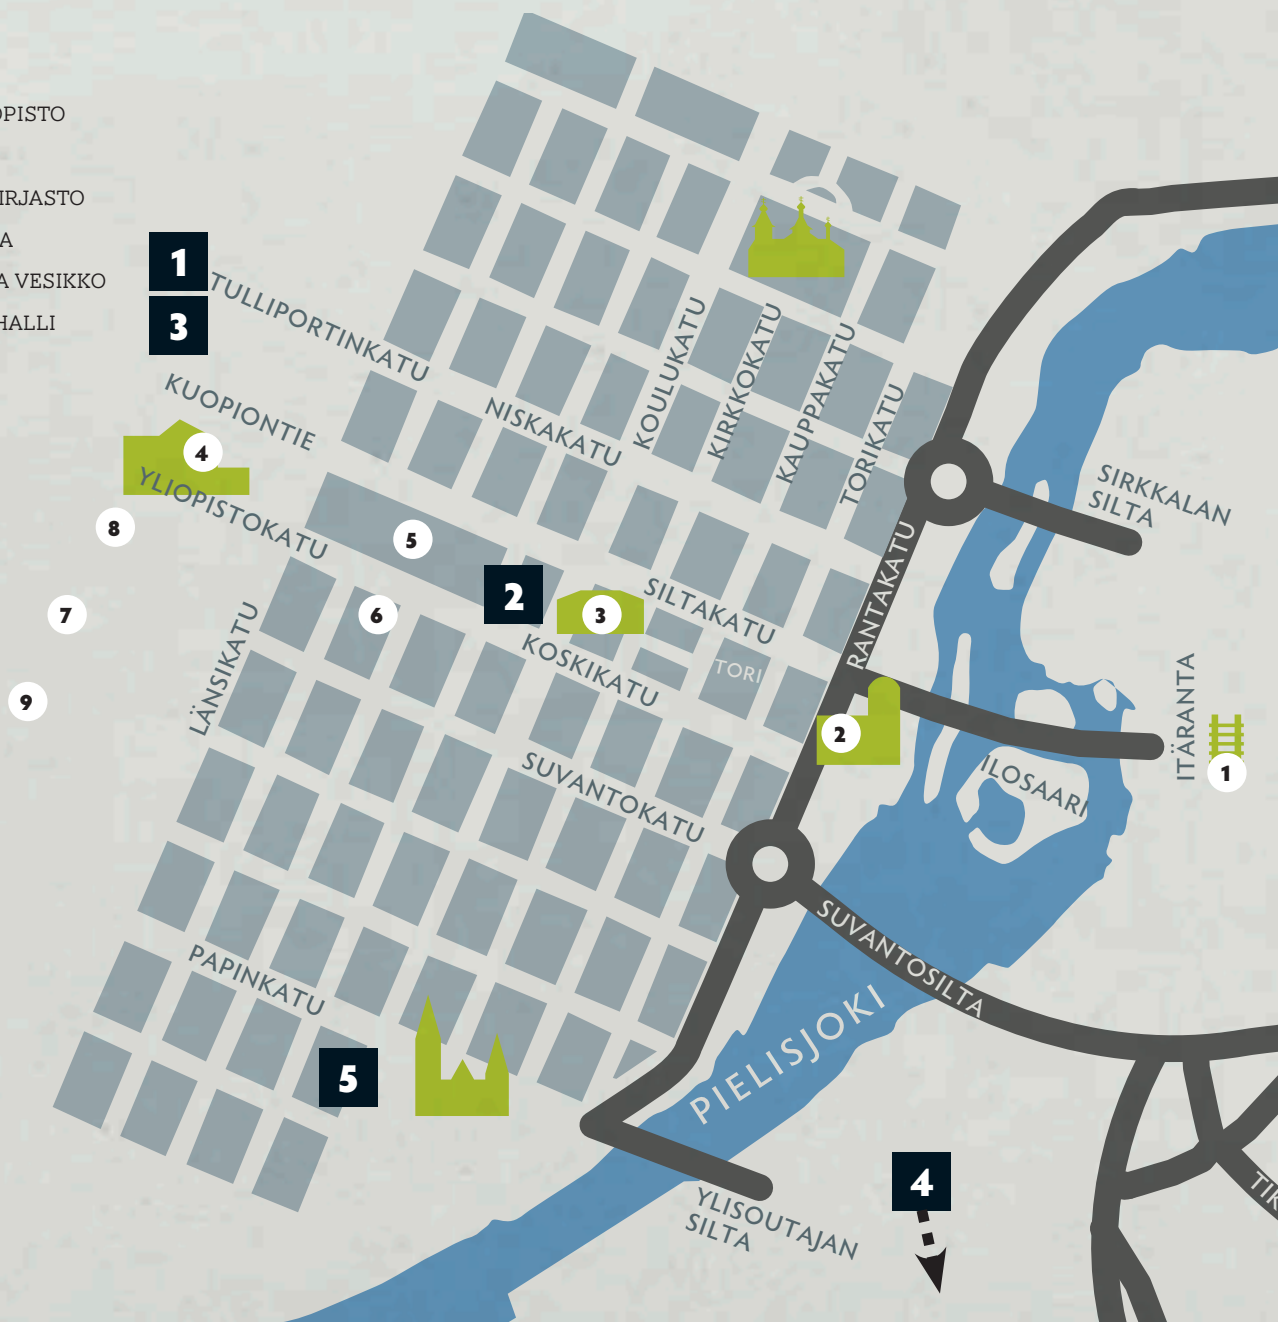 OPISTO
IRJASTO
A
A VESIKKO
HALLI
1
3
TULLIPORTINKATU
KUOPIONTIE
4
YLIOPISTOKATU
8
7
9
5
6
2
3
LÄNSIKATU
NISKAKATU
KOULUKATU
KIRKKOKATU
KAUPPAKATU
TORIKATU
RANTAKATU
SIRKKALAN
SILTA
SILTAKATU
TORI
KOSKIKATU
SUVANTOKATU
2
ILOSAARI
ITÄRANTA
1
SUVANTOSILTA
PIELISJOKI
PAPINKATU
5
YLISOUTAJAN
SILTA
4
TIK